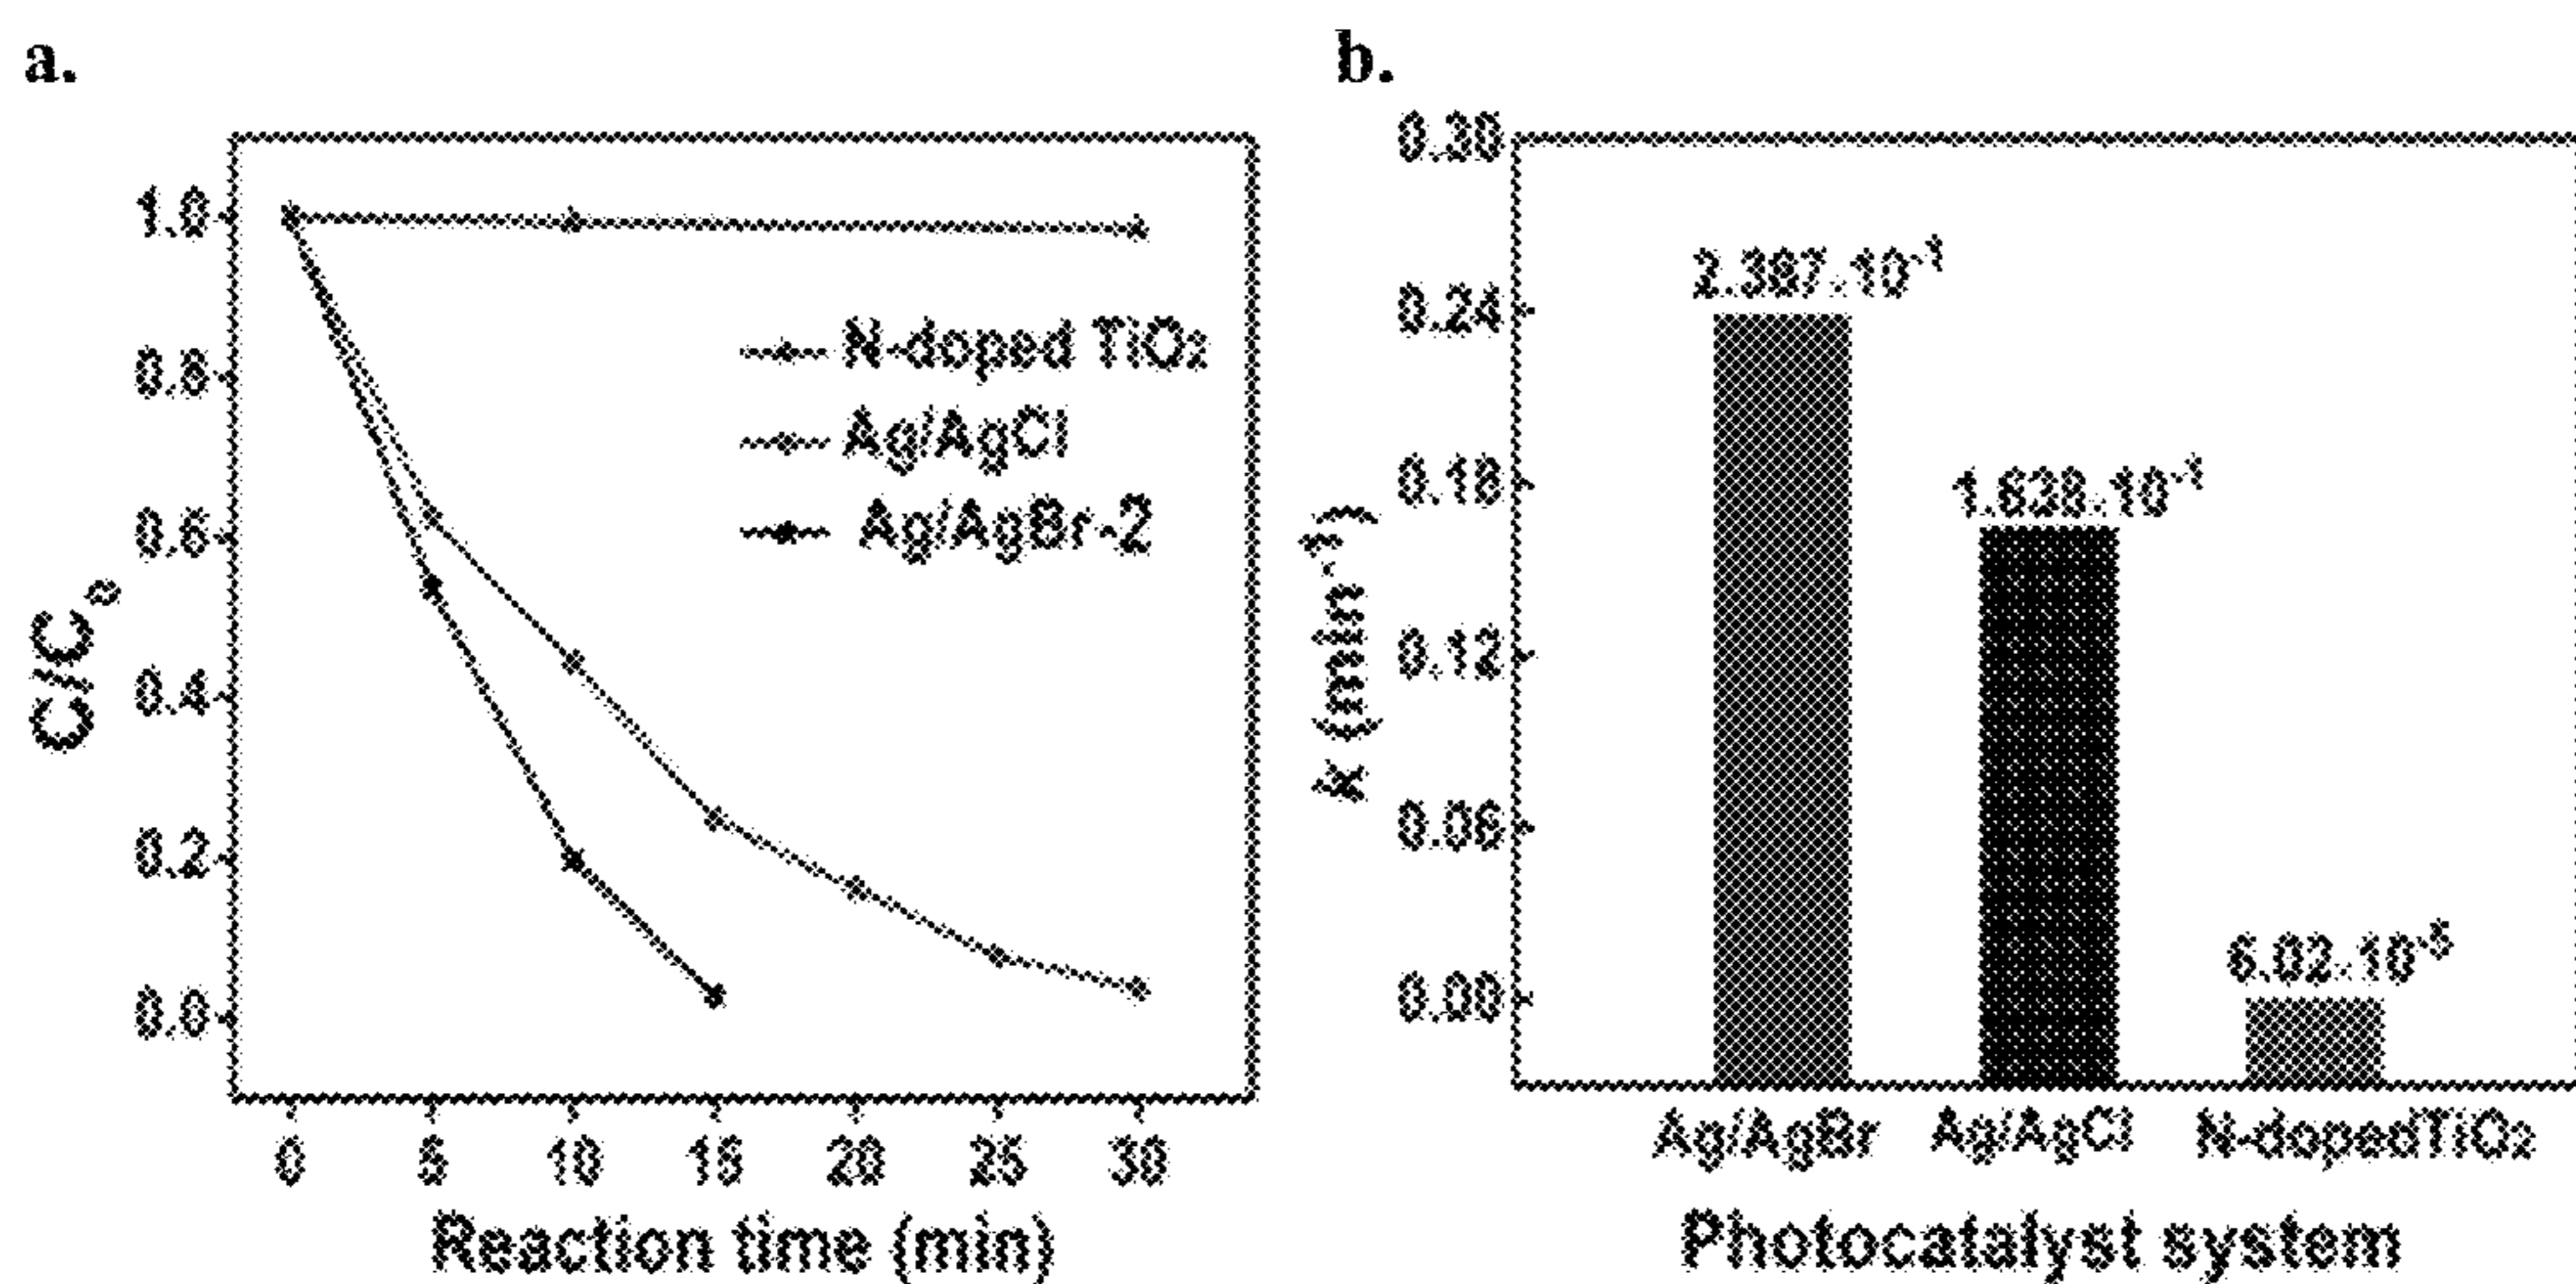 a.
1.0
0.8
0.6
0.4
0.2
0.0
C/C₀
N-doped TiO₂
Ag/AgCl
Ag/AgBr-2
0 5 10 15 20 25 30
Reaction time (min)
b.
0.30
0.24
0.18
0.12
0.06
0.00
k (min⁻¹)
2.387.10⁻¹
1.638.10⁻¹
6.02.10⁻⁵
Ag/AgBr Ag/AgCl N-dopedTiO₂
Photocatalyst system